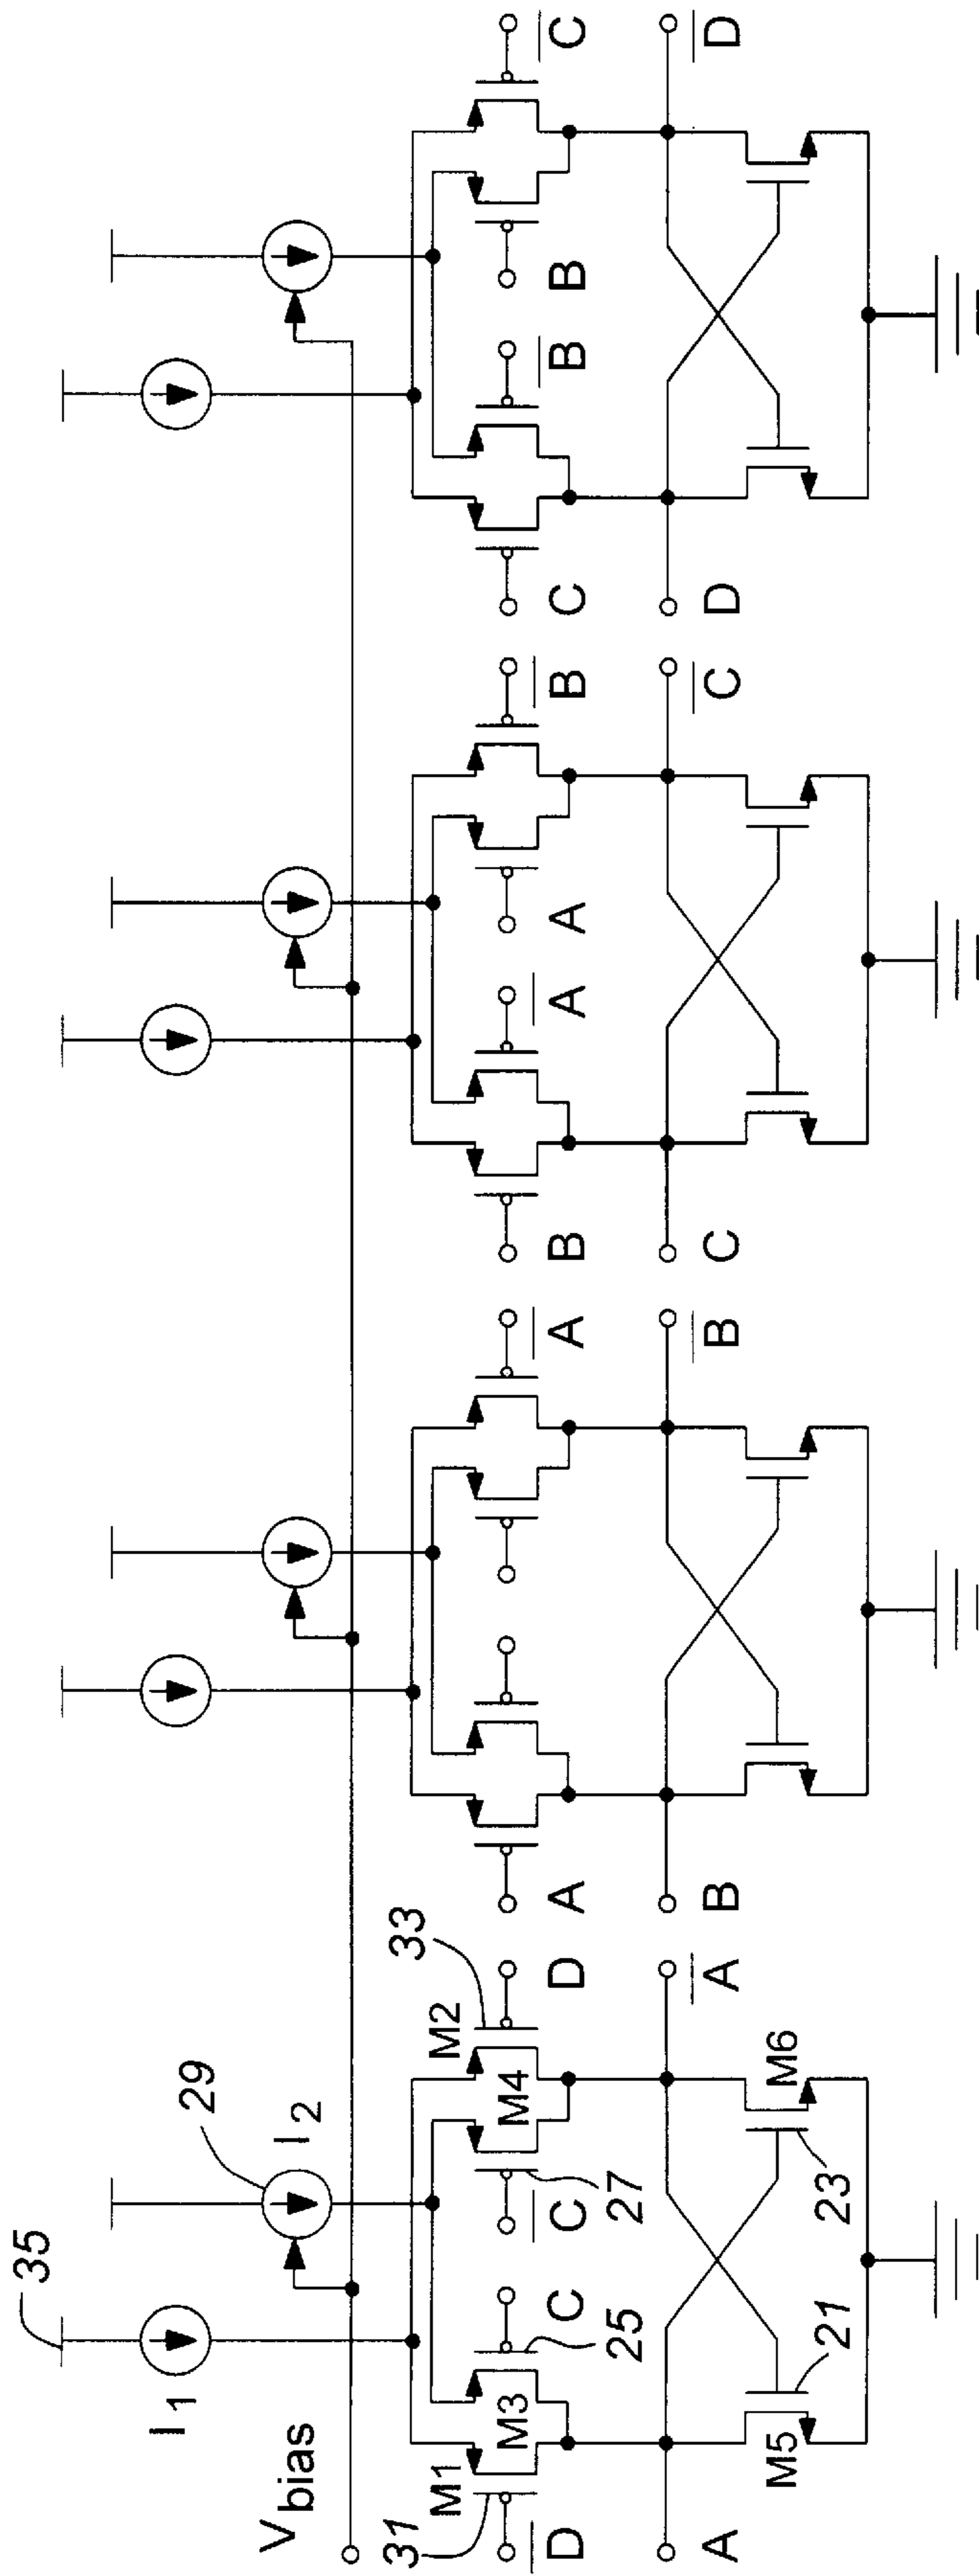 35
I1
29
I2
Vbias
31 M1 M3 M4 M2 33
D̅ C C̅ D A A̅ B A̅ A B̅ C B̅ B C̅
25 27
A A̅ B B̅ C C̅ D D̅
M5 21 23 M6